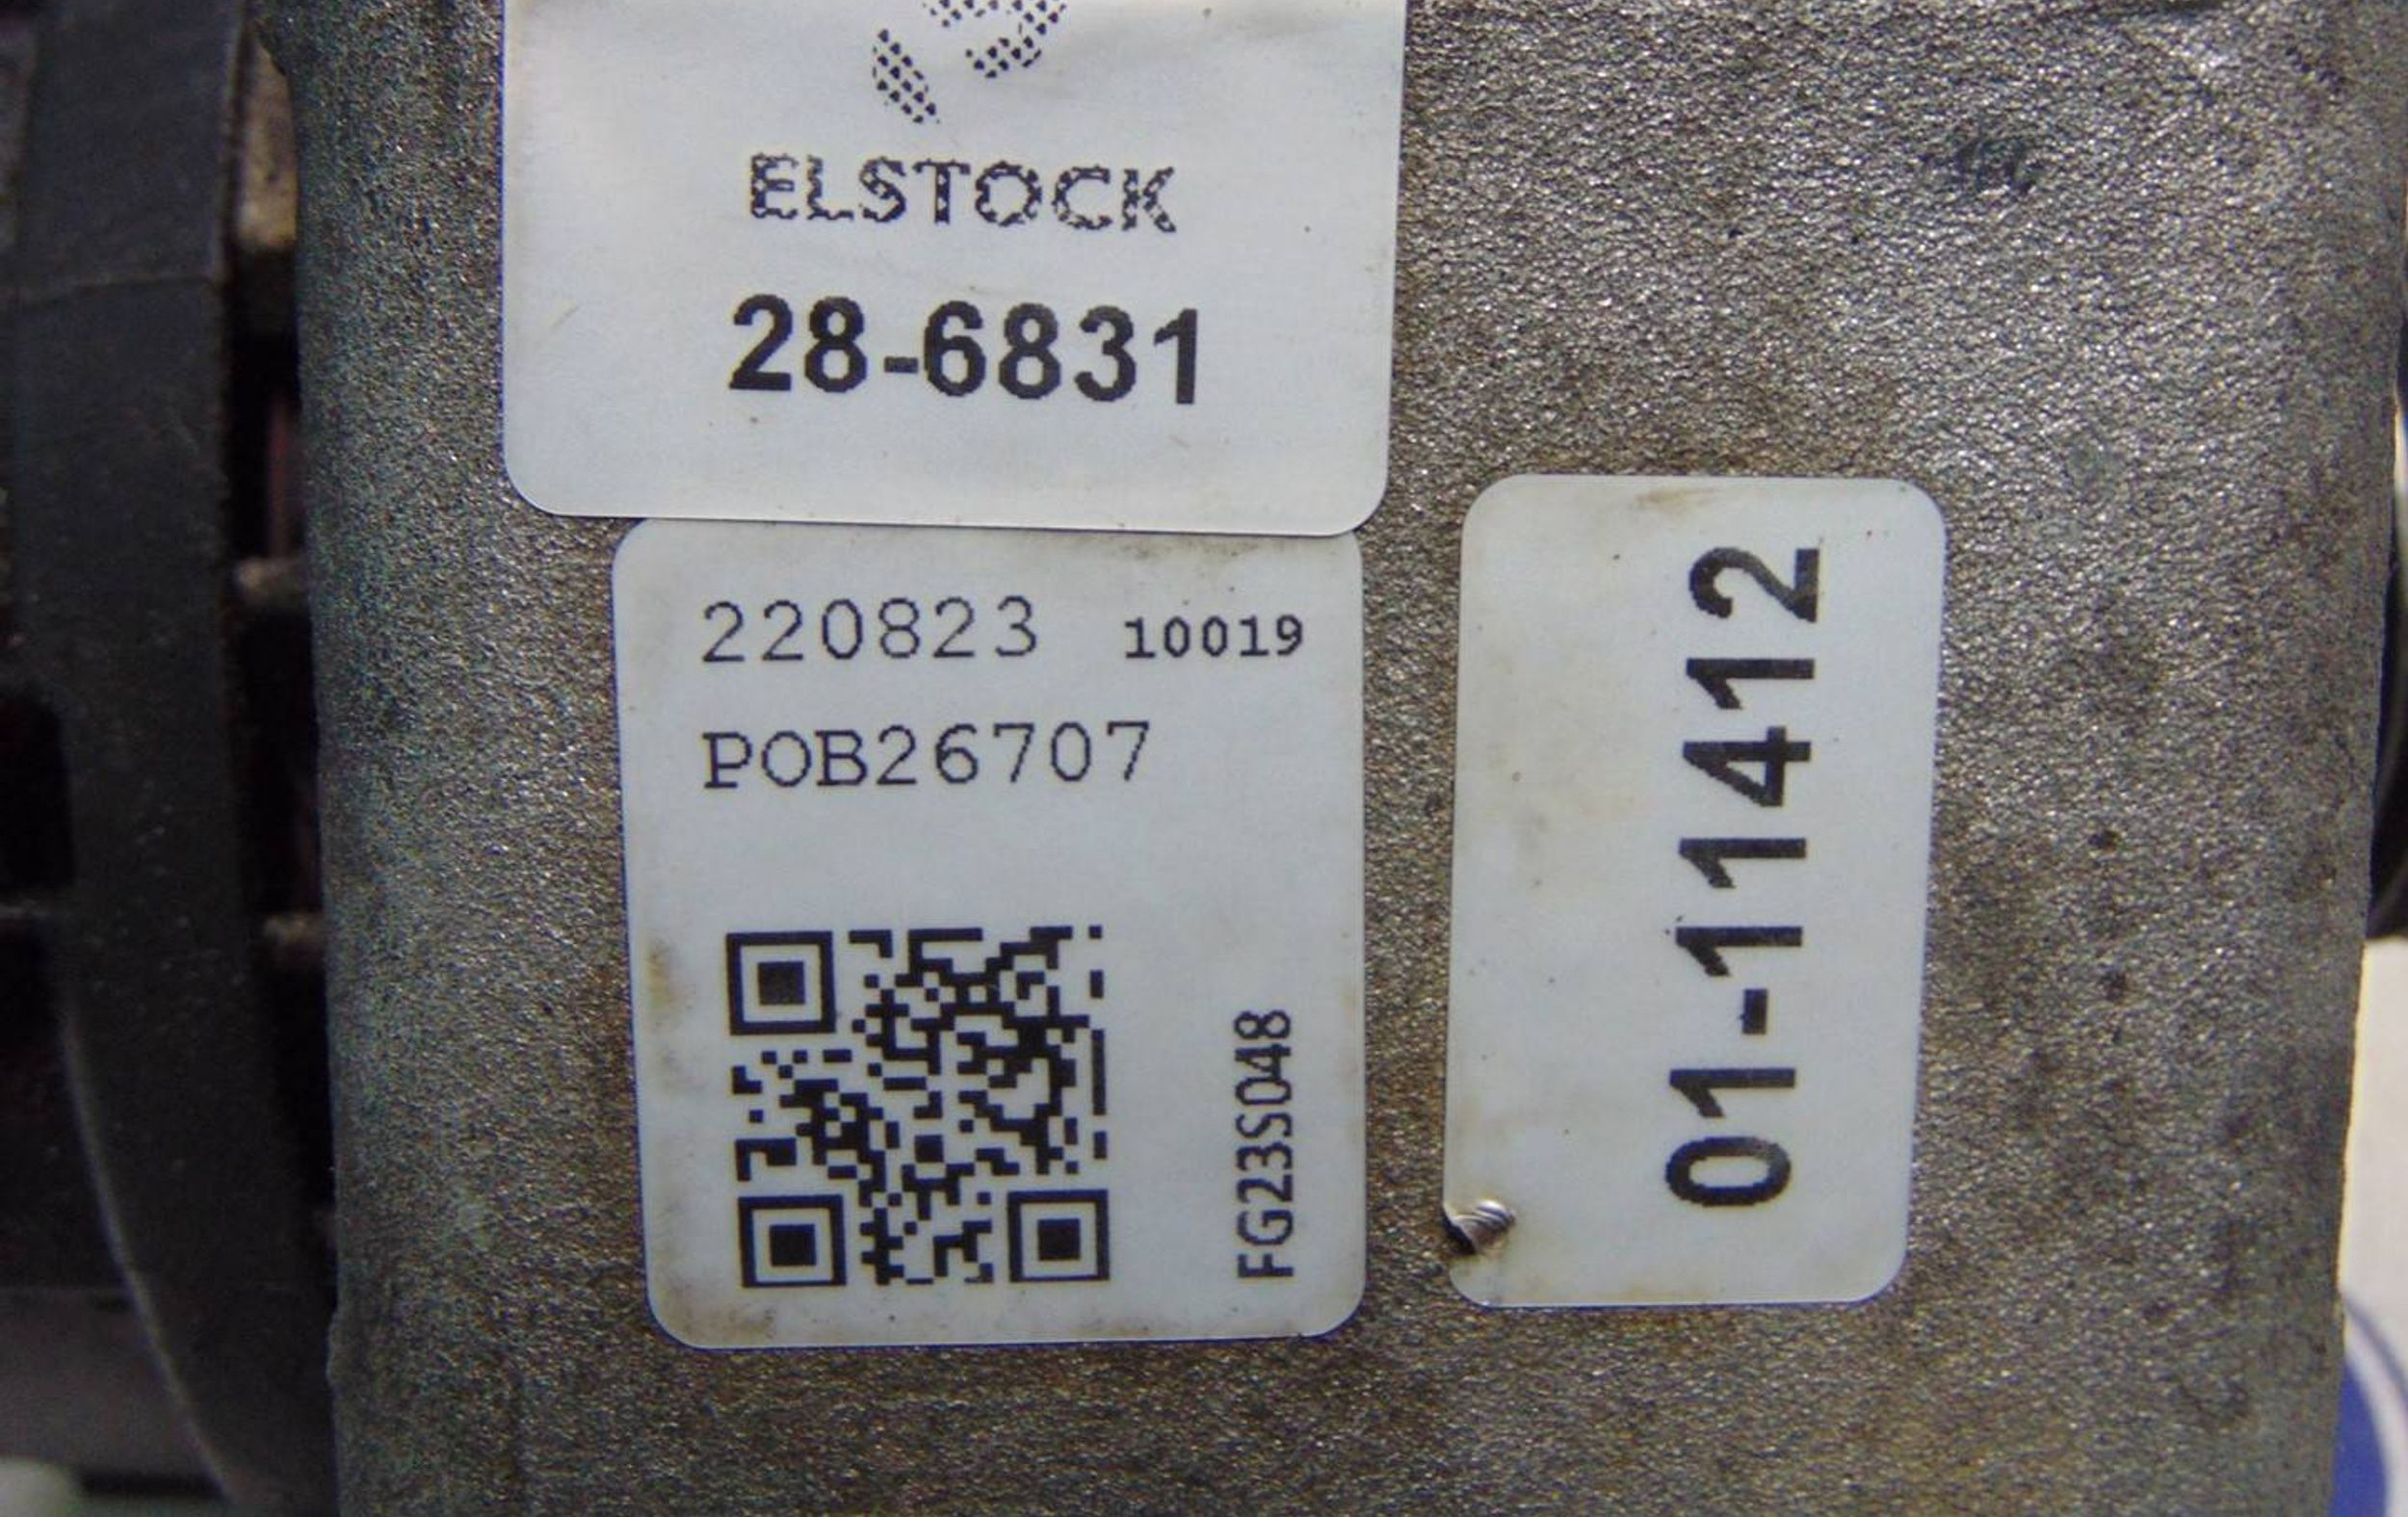 ELSTOCK
28-6831
220823 10019
POB26707
FG23S048
01-11412